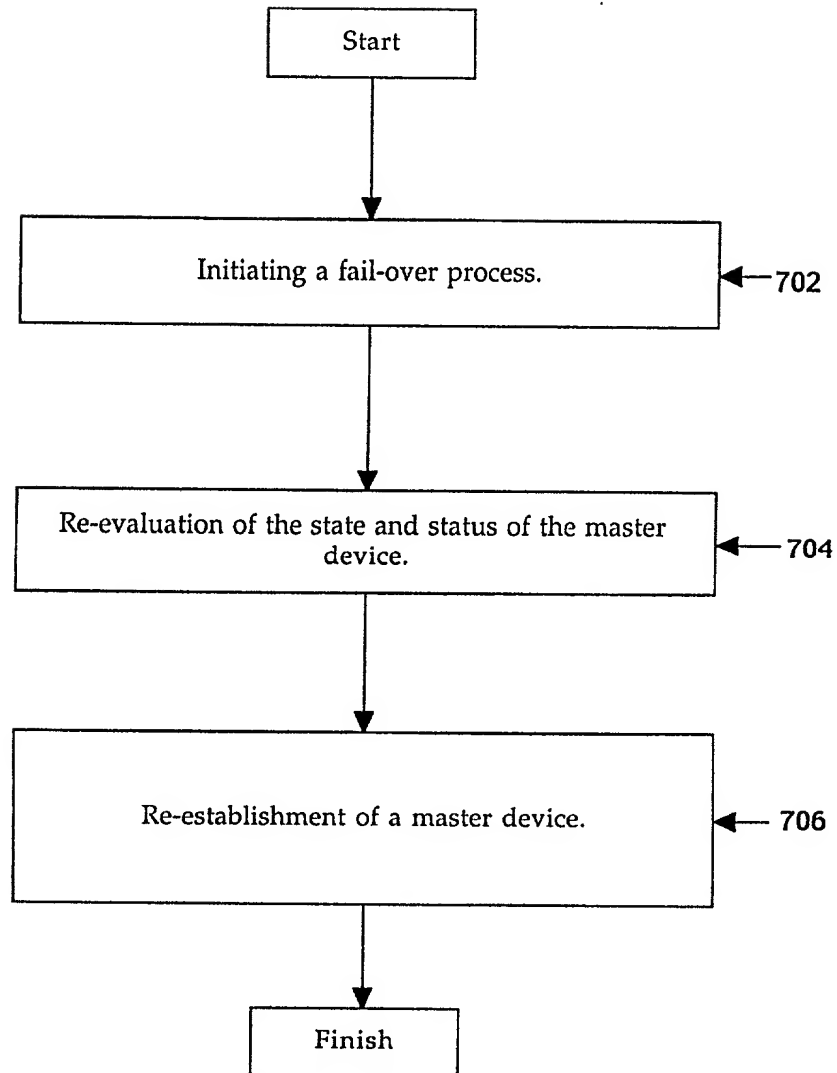 Start
Initiating a fail-over process.
702
Re-evaluation of the state and status of the master
device.
704
Re-establishment of a master device.
706
Finish